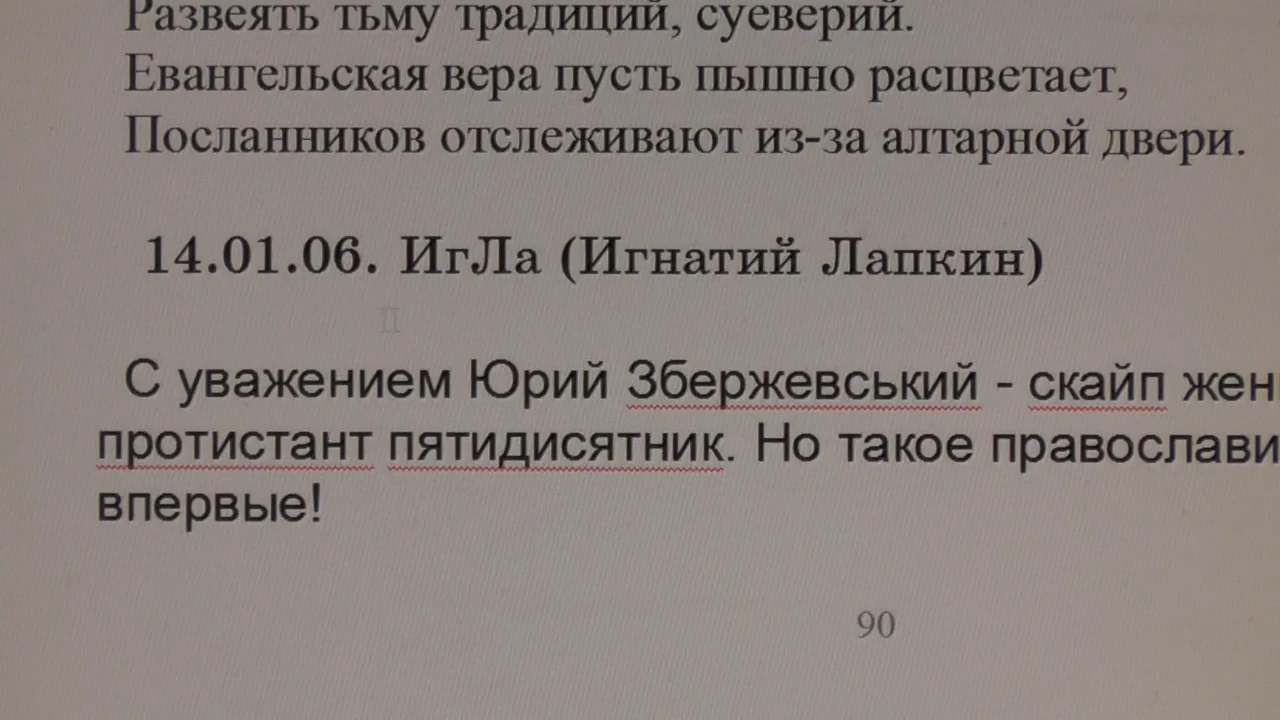 Развеять тьму традиций, суеверий.
Евангельская вера пусть пышно расцветает,
Посланников отслеживают из-за алтарной двери.
14.01.06. ИгЛа (Игнатий Лапкин)
С уважением Юрий Збержевський - скайп жен
протистант пятидисятник. Но такое православи
впервые!
90